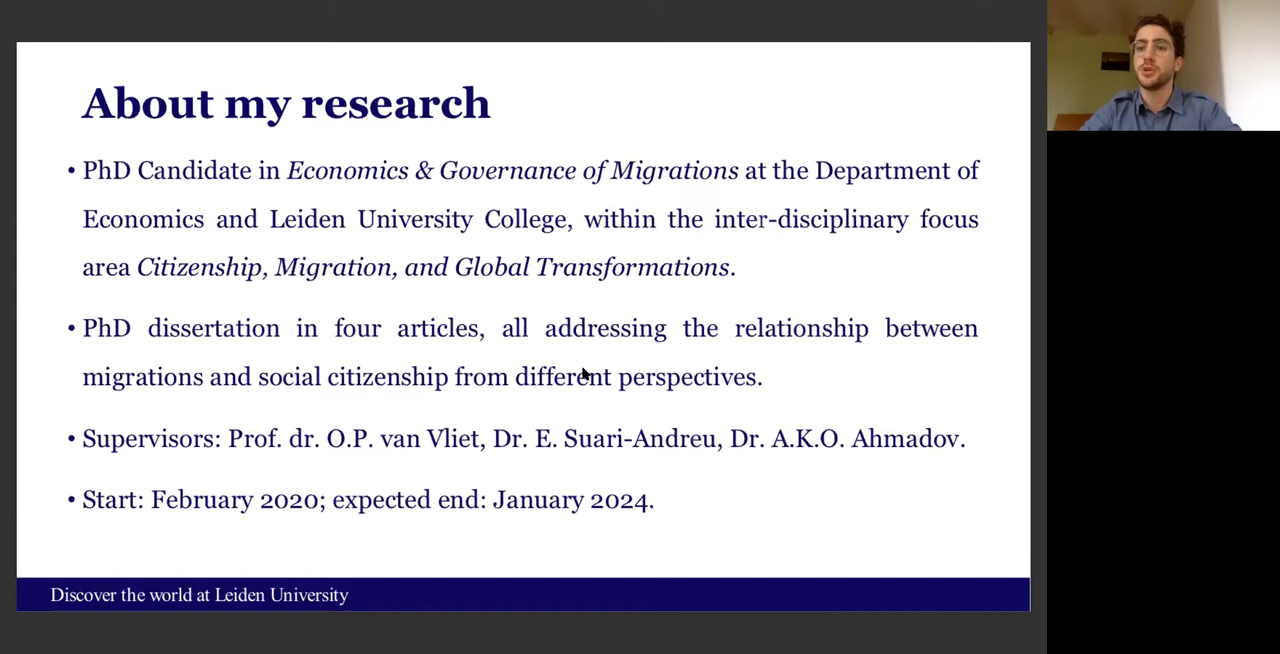 About my research
• PhD Candidate in Economics & Governance of Migrations at the Department of
Economics and Leiden University College, within the inter-disciplinary focus
area Citizenship, Migration, and Global Transformations.
• PhD dissertation in four articles, all addressing the relationship between
migrations and social citizenship from different perspectives.
• Supervisors: Prof. dr. O.P. van Vliet, Dr. E. Suari-Andreu, Dr. A.K.O. Ahmadov.
• Start: February 2020; expected end: January 2024.
Discover the world at Leiden University